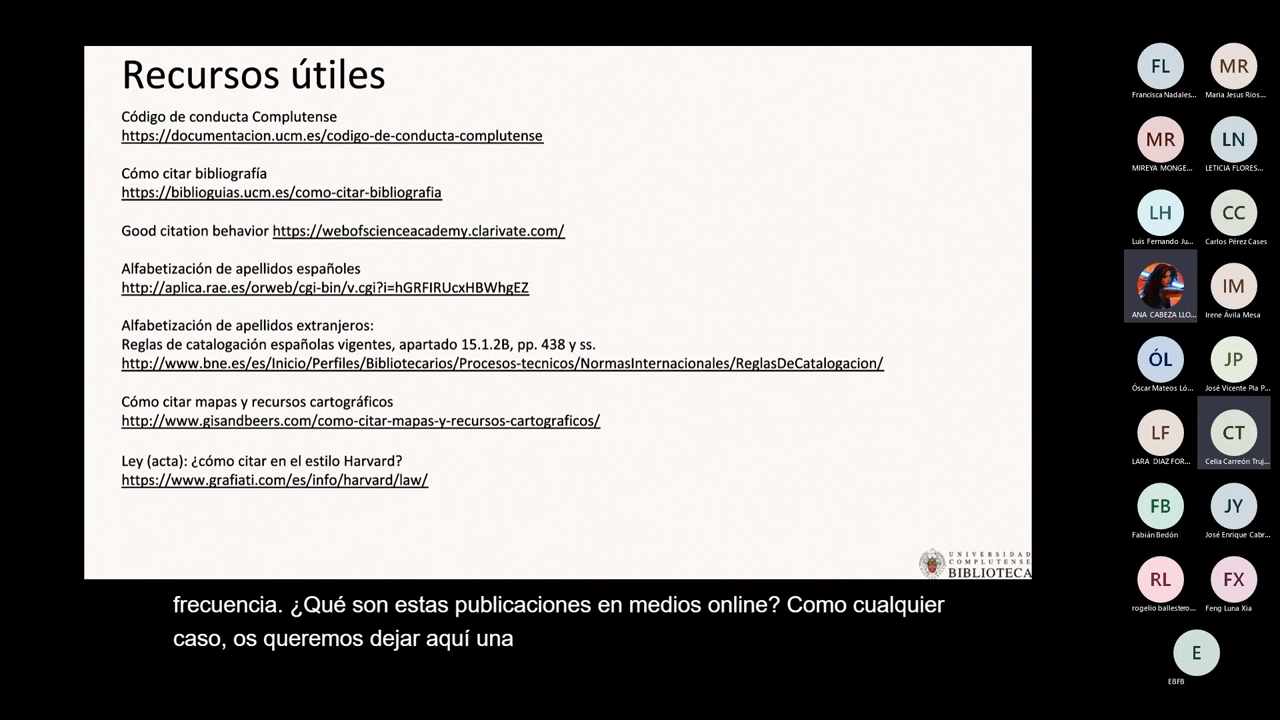 Recursos útiles
Código de conducta Complutense
https://documentacion.ucm.es/codigo-de-conducta-complutense
Cómo citar bibliografía
https://biblioguias.ucm.es/como-citar-bibliografia
Good citation behavior https://webofscienceacademy.clarivate.com/
Alfabetización de apellidos españoles
http://aplica.rae.es/orweb/cgi-bin/v.cgi?i=hGRFIRUcxHBWhgEZ
Alfabetización de apellidos extranjeros:
Reglas de catalogación españolas vigentes, apartado 15.1.2B, pp. 438 y ss.
http://www.bne.es/es/Inicio/Perfiles/Bibliotecarios/Procesos-tecnicos/NormasInternacionales/ReglasDeCatalogacion/
Cómo citar mapas y recursos cartográficos
http://www.gisandbeers.com/como-citar-mapas-y-recursos-cartograficos/
Ley (acta): ¿cómo citar en el estilo Harvard?
https://www.grafiati.com/es/info/harvard/law/
UNIVERSIDAD
COMPLUTENSE
BIBLIOTECA
frecuencia. ¿Qué son estas publicaciones en medios online? Como cualquier
caso, os queremos dejar aquí una
FL MR
Francisca Nadales... Maria Jesus Rios...
MR LN
MIREYA MONGE... LETICIA FLORES...
LH CC
Luis Fernando Ju... Carlos Pérez Cases
IM
ANA CABEZA LLO... Irene Ávila Mesa
ÓL JP
Óscar Mateos Ló... José Vicente Pla P...
LF CT
LARA DIAZ FOR... Celia Carreón Truj...
FB JY
Fabián Bedón José Enrique Cabr...
RL FX
rogelio ballestero... Feng Luna Xia
E
EBFB